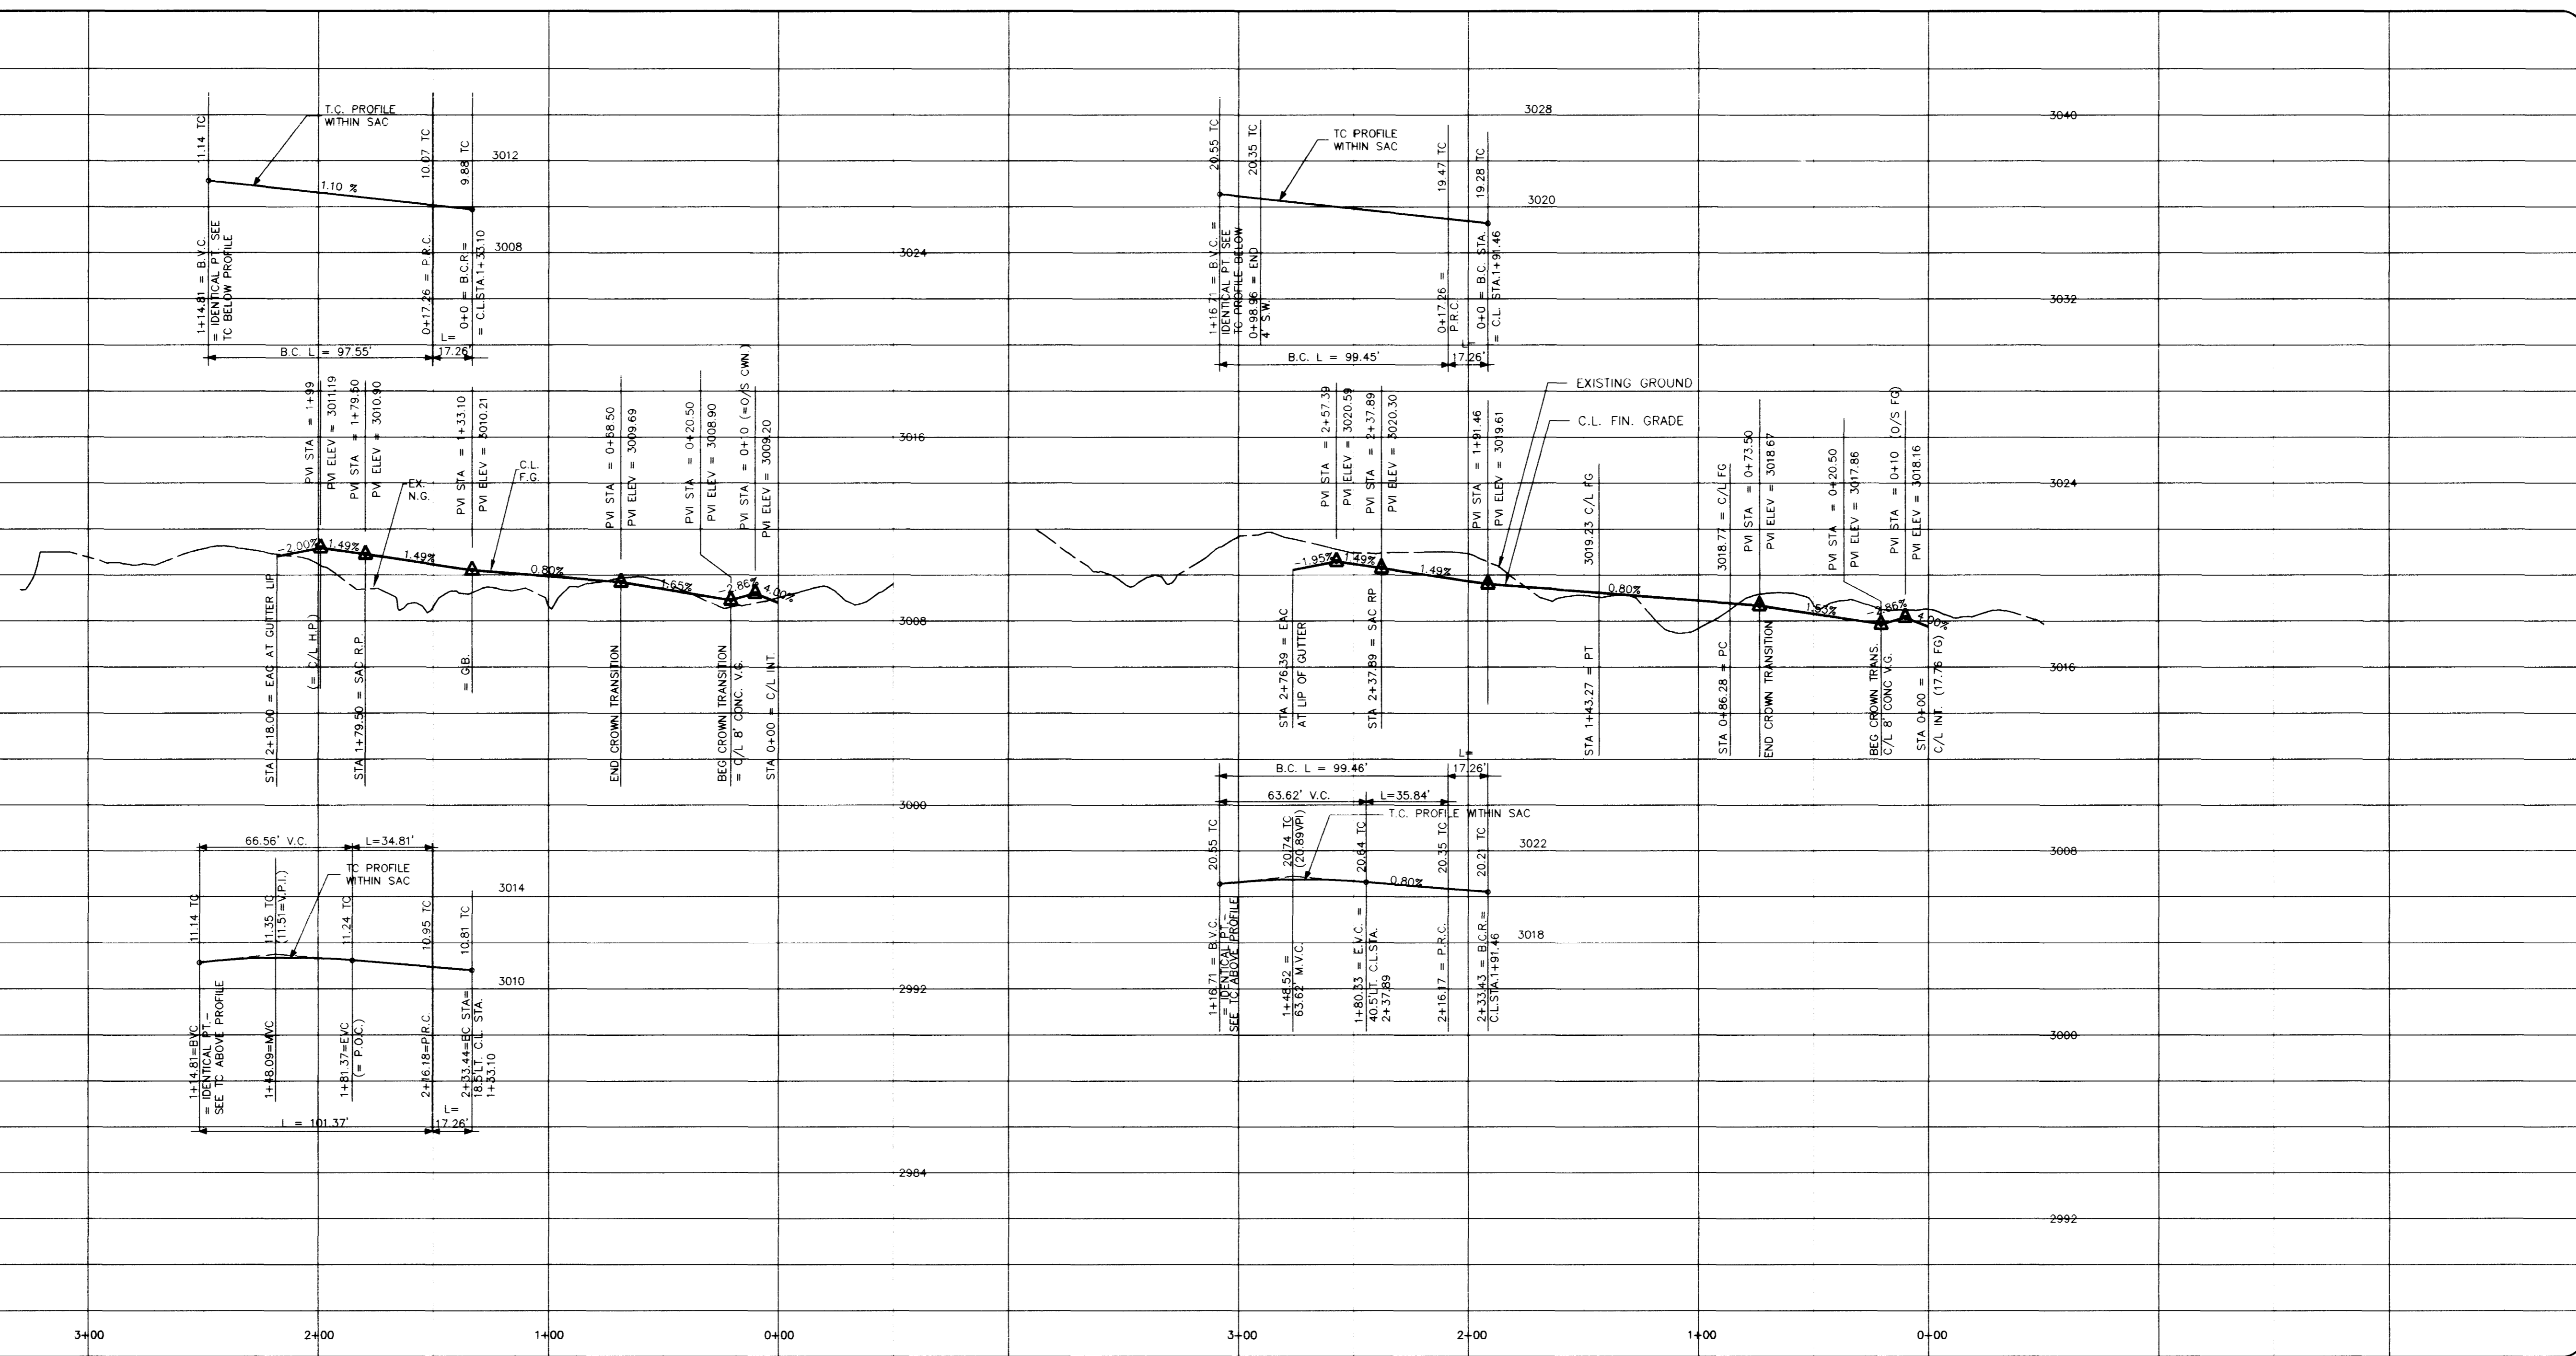 T.C. PROFILE
WITHIN SAC
11.14 TC
10.07 TC
9.88 TC
3012
1.10 %
3008
1+14.81 = B.V.C.
= IDENTICAL PT. SEE
TC BELOW PROFILE
0+17.26 = P.R.C.
0+0 = B.C.R.=
= C.L.STA.1+33.10
L=
B.C. L = 97.55'
17.26'
PVI STA = 1+99
PVI ELEV = 3011.19
PVI STA = 1+79.50
PVI ELEV = 3010.90
PVI STA = 1+33.10
PVI ELEV = 3010.21
PVI STA = 0+68.50
PVI ELEV = 3009.69
PVI STA = 0+20.50
PVI ELEV = 3008.90
PVI STA = 0+10 (=O/S CWN.)
PVI ELEV = 3009.20
EX.
N.G.
C.L.
F.G.
-2.00%
1.49%
1.49%
0.80%
1.65%
-2.86%
4.00%
STA 2+18.00 = EAC AT GUTTER LIP
(= C/L H.P.)
STA 1+79.50 = SAC R.P.
= G.B.
END CROWN TRANSITION
BEG CROWN TRANSITION
= C/L 8' CONC. V.G.
STA 0+00 = C/L INT.
3024
3016
3008
3000
2992
2984
66.56' V.C.
L=34.81'
TC PROFILE
WITHIN SAC
11.14 TC
11.35 TC
(11.51=V.P.I.)
11.24 TC
10.95 TC
10.81 TC
3014
3010
1+14.81=BVC
= IDENTICAL PT.-
SEE TC ABOVE PROFILE
1+48.09=MVC
1+81.37=EVC
(= P.O.C.)
2+16.18=P.R.C.
2+33.44=BC STA=
18.5'LT. C.L. STA.
1+33.10
L=
L = 101.37'
17.26'
3+00
2+00
1+00
0+00
20.55 TC
20.35 TC
TC PROFILE
WITHIN SAC
19.47 TC
19.28 TC
3028
3020
1+16.71 = B.V.C. =
IDENTICAL PT. SEE
TC PROFILE BELOW
0+98.96 = END
4' S.W.
0+17.26 =
P.R.C.
0+0 = B.C. STA.
= C.L. STA.1+91.46
L=
B.C. L = 99.45'
17.26'
EXISTING GROUND
C.L. FIN. GRADE
PVI STA = 2+57.39
PVI ELEV = 3020.59
PVI STA = 2+37.89
PVI ELEV = 3020.30
PVI STA = 1+91.46
PVI ELEV = 3019.61
3019.23 C/L FG
3018.77 = C/L FG
PVI STA = 0+73.50
PVI ELEV = 3018.67
PVI STA = 0+20.50
PVI ELEV = 3017.86
PVI STA = 0+10 (O/S FG)
PVI ELEV = 3018.16
-1.95%
1.49%
1.49%
0.80%
1.53%
-2.86%
4.00%
STA 2+76.39 = EAC
AT LIP OF GUTTER
STA 2+37.89 = SAC RP
STA 1+43.27 = PT
STA 0+86.28 = PC
END CROWN TRANSITION
BEG CROWN TRANS.
C/L 8' CONC V.G.
STA 0+00 =
C/L INT. (17.76 FG)
3040
3032
3024
3016
3008
3000
2992
L=
B.C. L = 99.46'
17.26'
63.62' V.C.
L=35.84'
T.C. PROFILE WITHIN SAC
20.55 TC
20.74 TC
(20.89VPI)
20.64 TC
20.35 TC
20.21 TC
3022
0.80%
3018
1+16.71 = B.V.C.
= IDENTICAL PT.-
SEE TC ABOVE PROFILE
1+48.52 =
63.62' M.V.C.
1+80.33 = E.V.C. =
40.5'LT. C.L.STA.
2+37.89
2+16.17 = P.R.C.
2+33.43 = B.C.R.=
C.L.STA.1+91.46
3+00
2+00
1+00
0+00